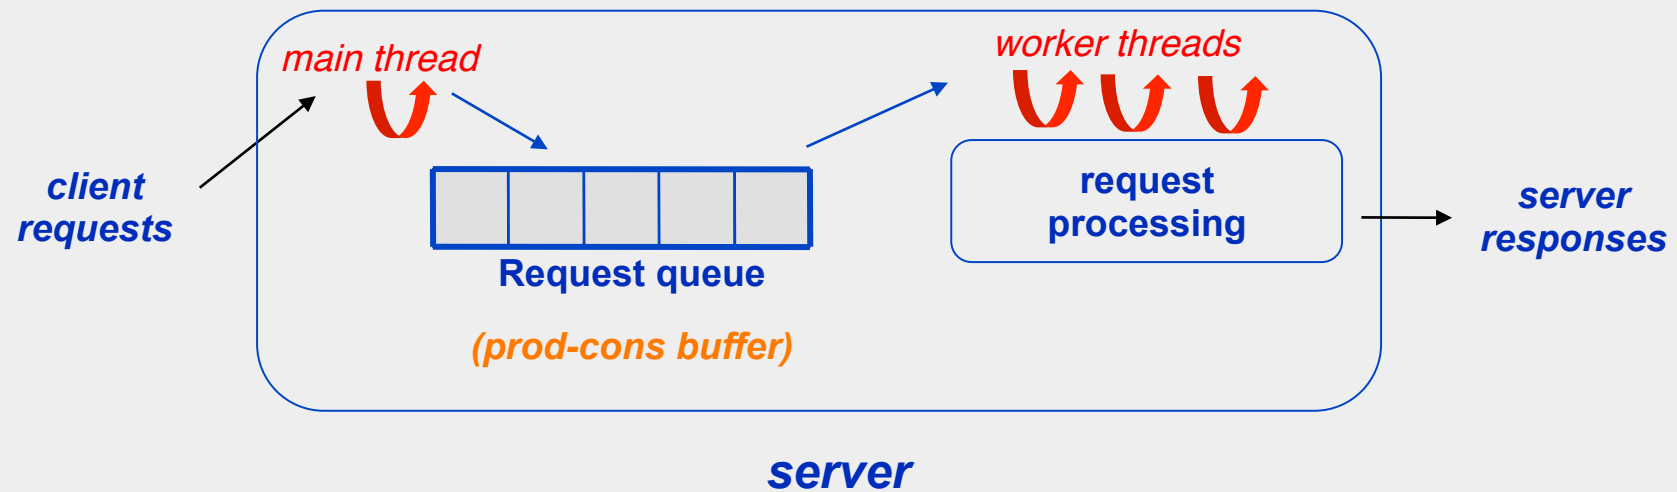 main thread
worker threads
client
requests
request
processing
server
responses
Request queue
(prod-cons buffer)
server